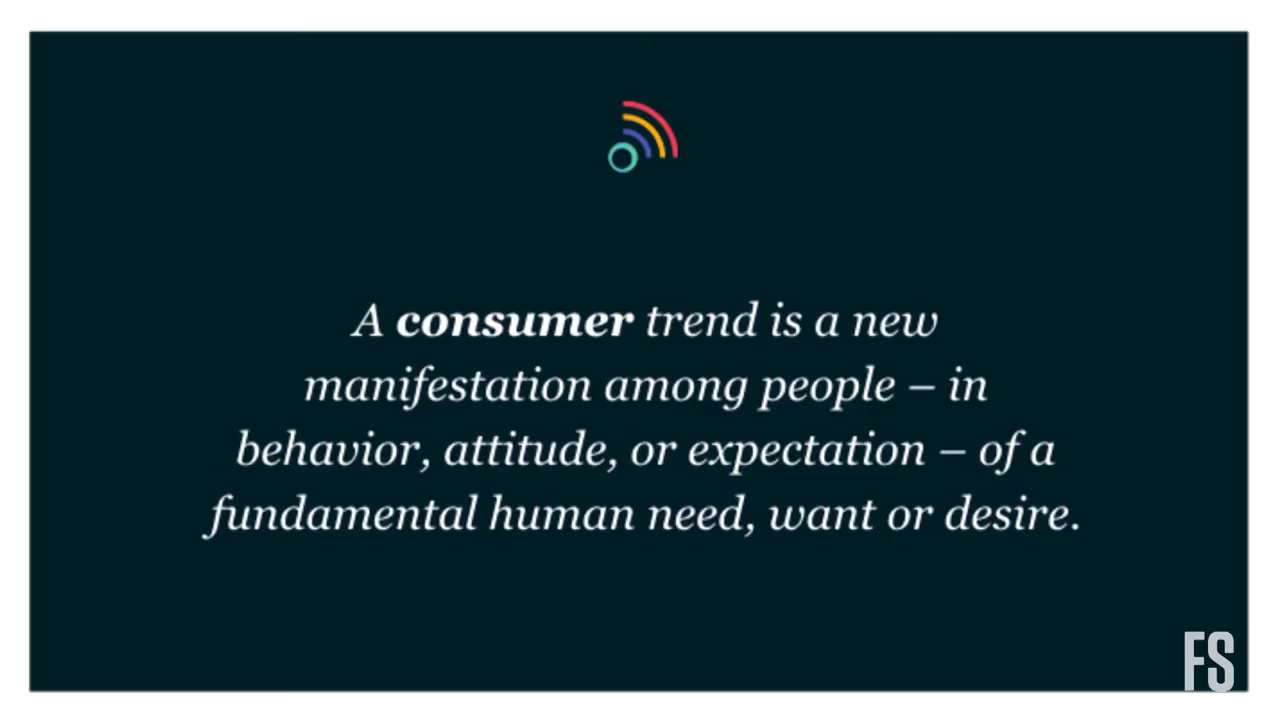 A consumer trend is a new
manifestation among people – in
behavior, attitude, or expectation – of a
fundamental human need, want or desire.
FS